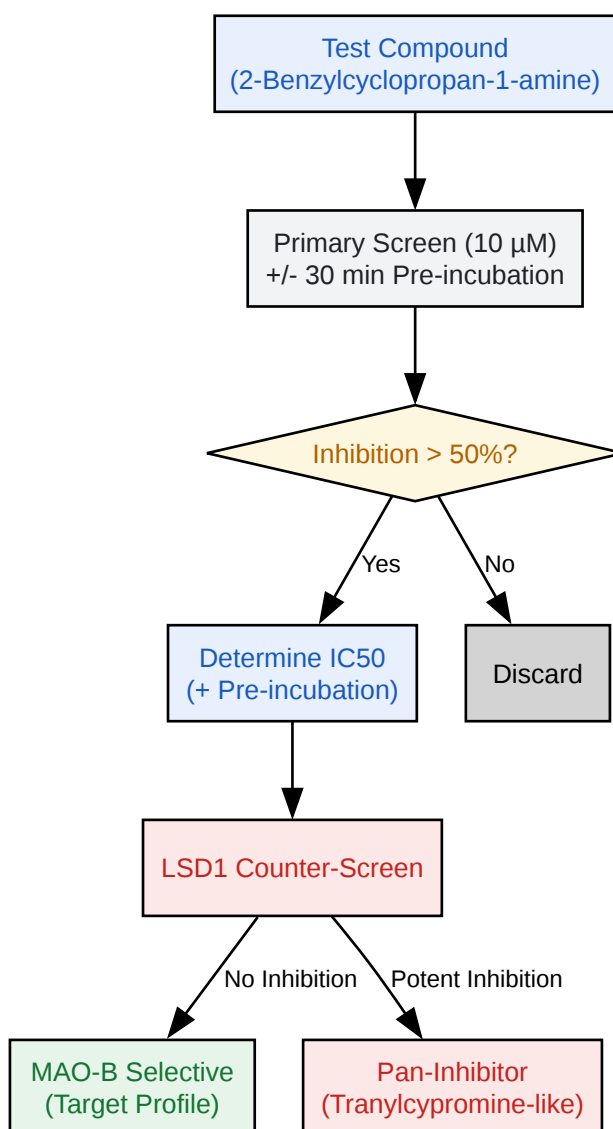 Test Compound
(2-Benzylcyclopropan-1-amine)
Primary Screen (10 µM)
+/- 30 min Pre-incubation
Inhibition > 50%?
Yes
No
Determine IC50
(+ Pre-incubation)
Discard
LSD1 Counter-Screen
No Inhibition
Potent Inhibition
MAO-B Selective
(Target Profile)
Pan-Inhibitor
(Tranylcypromine-like)